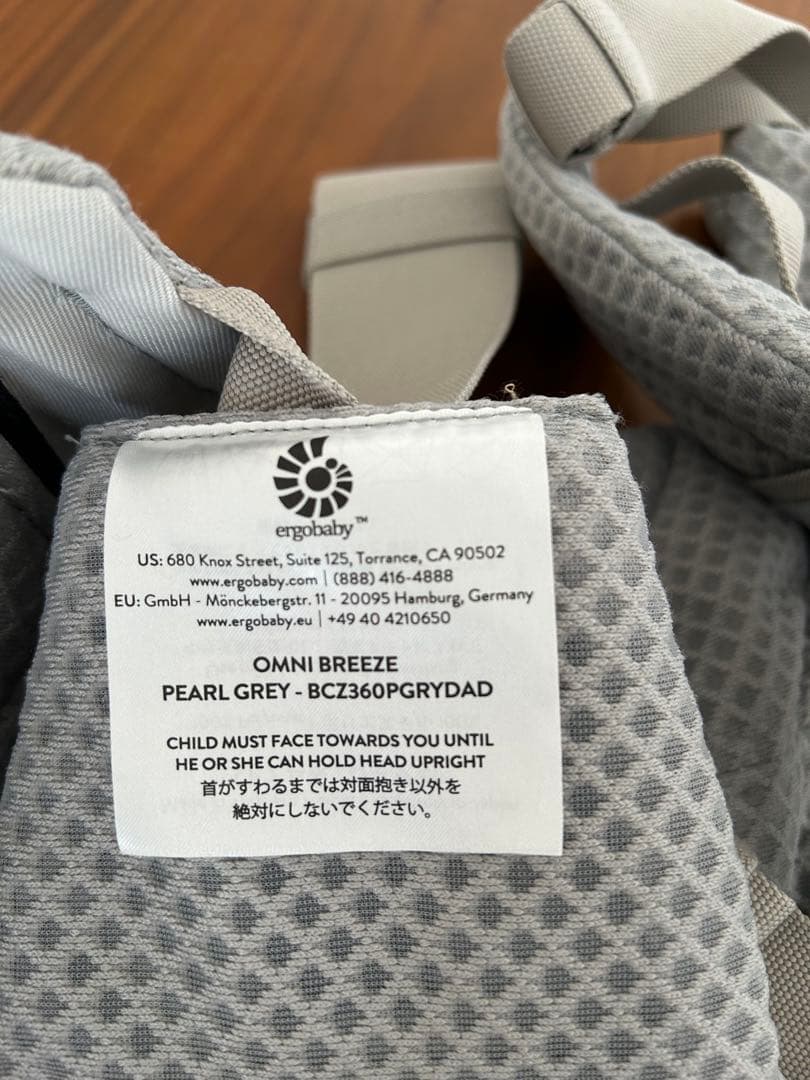 ergobaby™
US: 680 Knox Street, Suite 125, Torrance, CA 90502
www.ergobaby.com | (888) 416-4888
EU: GmbH - Mönckebergstr. 11 - 20095 Hamburg, Germany
www.ergobaby.eu | +49 40 4210650
OMNI BREEZE
PEARL GREY - BCZ360PGRYDAD
CHILD MUST FACE TOWARDS YOU UNTIL
HE OR SHE CAN HOLD HEAD UPRIGHT
首がすわるまでは対面抱き以外を
絶対にしないでください。